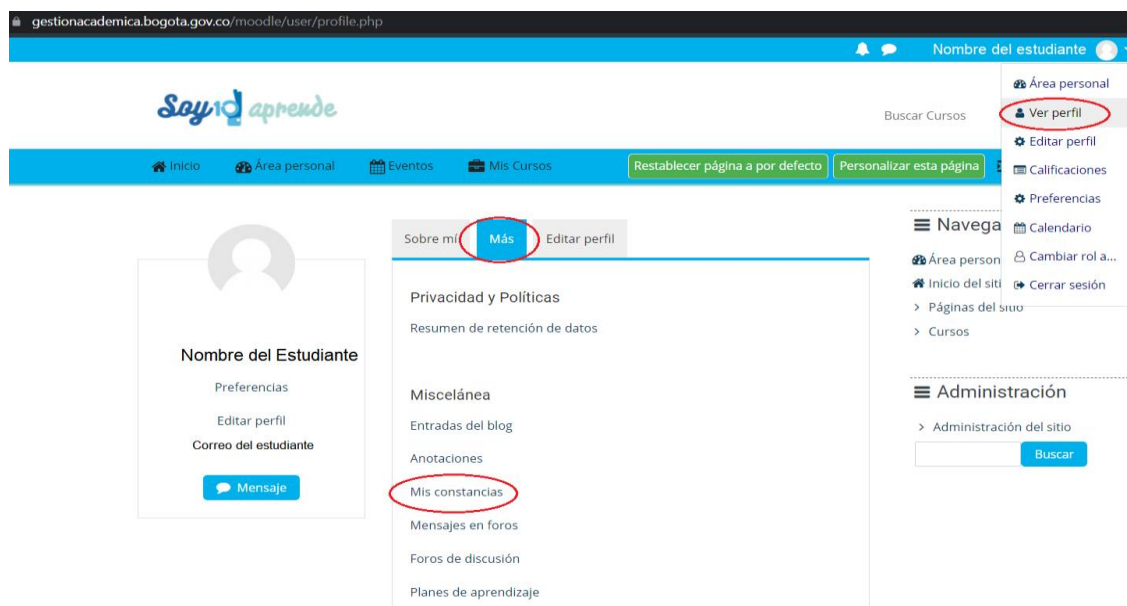 gestionacademica.bogota.gov.co/moodle/user/profile.php
Nombre del estudiante
Soy10 aprende
Buscar Cursos
Área personal
Ver perfil
Editar perfil
Calificaciones
Preferencias
Calendario
Cambiar rol a...
Cerrar sesión
Inicio
Área personal
Eventos
Mis Cursos
Restablecer página a por defecto
Personalizar esta página
Nombre del Estudiante
Preferencias
Editar perfil
Correo del estudiante
Mensaje
Sobre mí
Más
Editar perfil
Privacidad y Políticas
Resumen de retención de datos
Miscelánea
Entradas del blog
Anotaciones
Mis constancias
Mensajes en foros
Foros de discusión
Planes de aprendizaje
Navega
Área person
Inicio del siti
Páginas del sitio
Cursos
Administración
Administración del sitio
Buscar